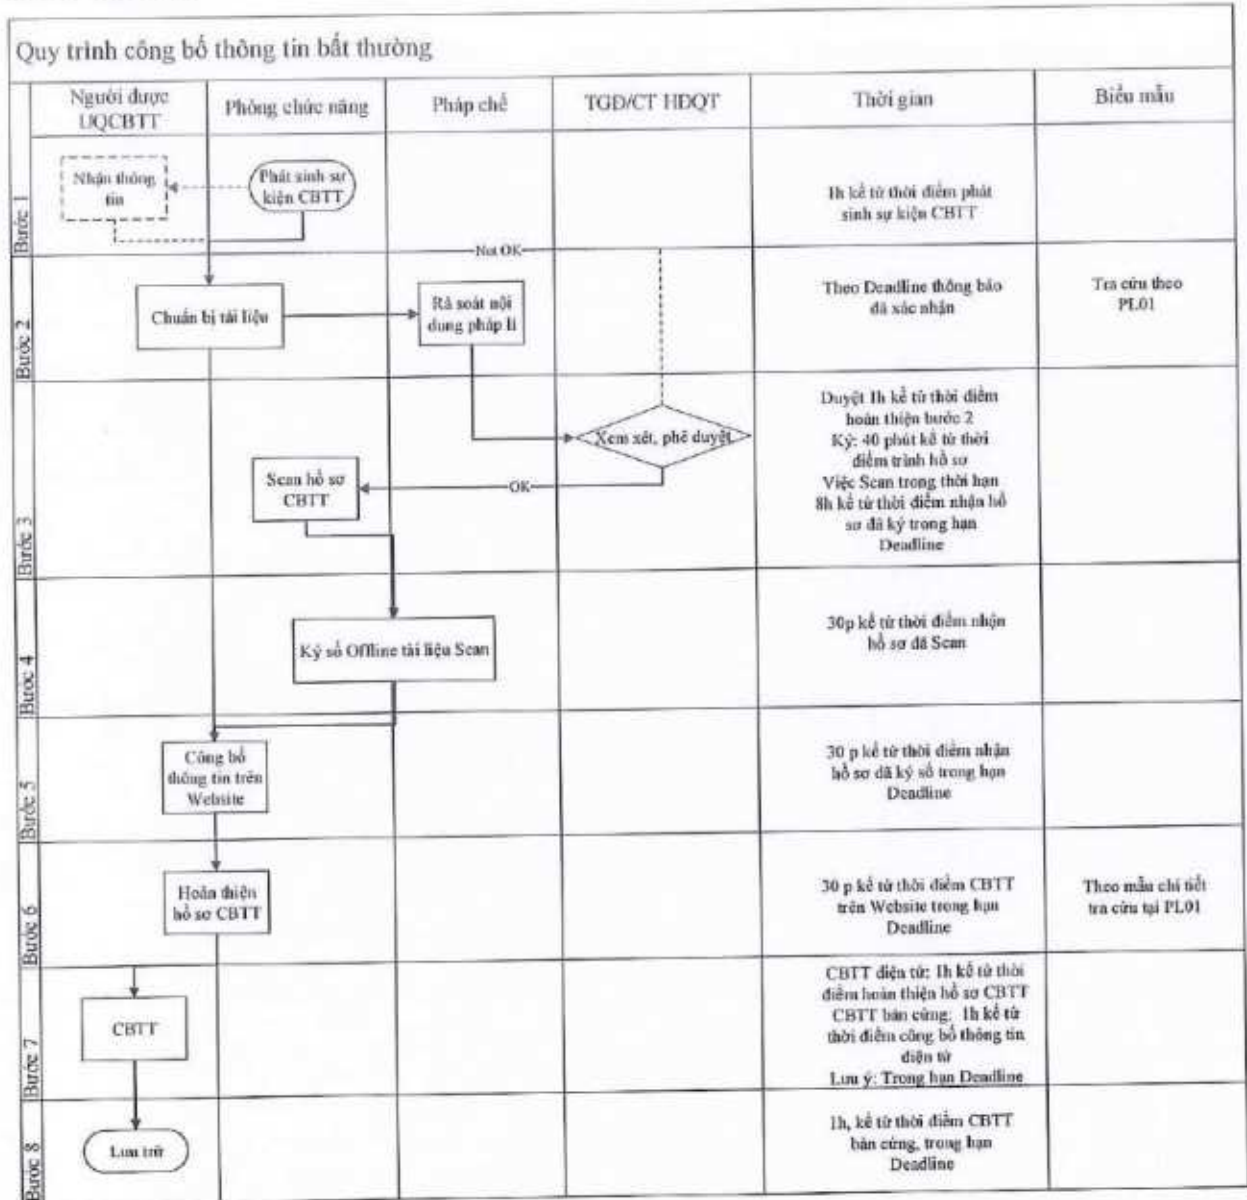 Quy trình công bố thông tin bất thường
Người được
UQCBTT
Phòng chức năng
Pháp chế
TGĐ/CT HĐQT
Thời gian
Biểu mẫu
Bước 1
Nhận thông
tin
Phát sinh sự
kiện CBTT
1h kể từ thời điểm phát
sinh sự kiện CBTT
Not OK
Bước 2
Chuẩn bị tài liệu
Rà soát nội
dung pháp lí
Theo Deadline thông báo
đã xác nhận
Tra cứu theo
PL01
Bước 3
Xem xét, phê duyệt
OK
Scan hồ sơ
CBTT
Duyệt 1h kể từ thời điểm
hoàn thiện bước 2
Ký: 40 phút kể từ thời
điểm trình hồ sơ
Việc Scan trong thời hạn
8h kể từ thời điểm nhận hồ
sơ đã ký trong hạn
Deadline
Bước 4
Ký số Offline tài liệu Scan
30p kể từ thời điểm nhận
hồ sơ đã Scan
Bước 5
Công bố
thông tin trên
Website
30 p kể từ thời điểm nhận
hồ sơ đã ký số trong hạn
Deadline
Bước 6
Hoàn thiện
hồ sơ CBTT
30 p kể từ thời điểm CBTT
trên Website trong hạn
Deadline
Theo mẫu chi tiết
tra cứu tại PL01
Bước 7
CBTT
CBTT điện tử: 1h kể từ thời
điểm hoàn thiện hồ sơ CBTT
CBTT bản cứng: 1h kể từ
thời điểm công bố thông tin
điện tử
Lưu ý: Trong hạn Deadline
Bước 8
Lưu trữ
1h, kể từ thời điểm CBTT
bản cứng, trong hạn
Deadline